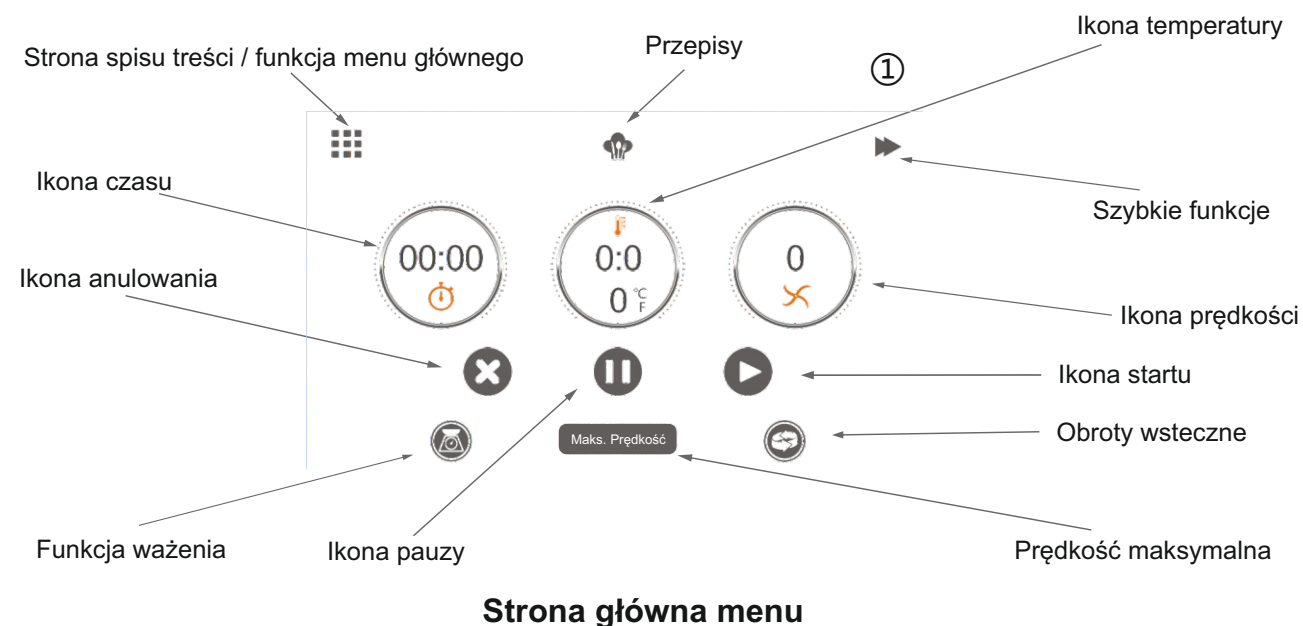 Ikona temperatury
Przepisy
Strona spisu treści / funkcja menu głównego
①
Ikona czasu
Szybkie funkcje
00:00
0:0
0 °C F
0
Ikona anulowania
Ikona prędkości
Ikona startu
Maks. Prędkość
Obroty wsteczne
Funkcja ważenia
Ikona pauzy
Prędkość maksymalna
Strona główna menu